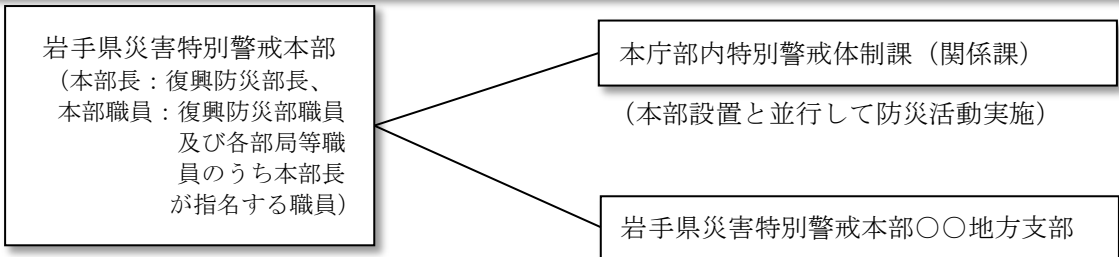 岩手県災害特別警戒本部
（本部長：復興防災部長、
本部職員：復興防災部職員
及び各部局等職
員のうち本部長
が指名する職員）
本庁部内特別警戒体制課（関係課）
（本部設置と並行して防災活動実施）
岩手県災害特別警戒本部○○地方支部